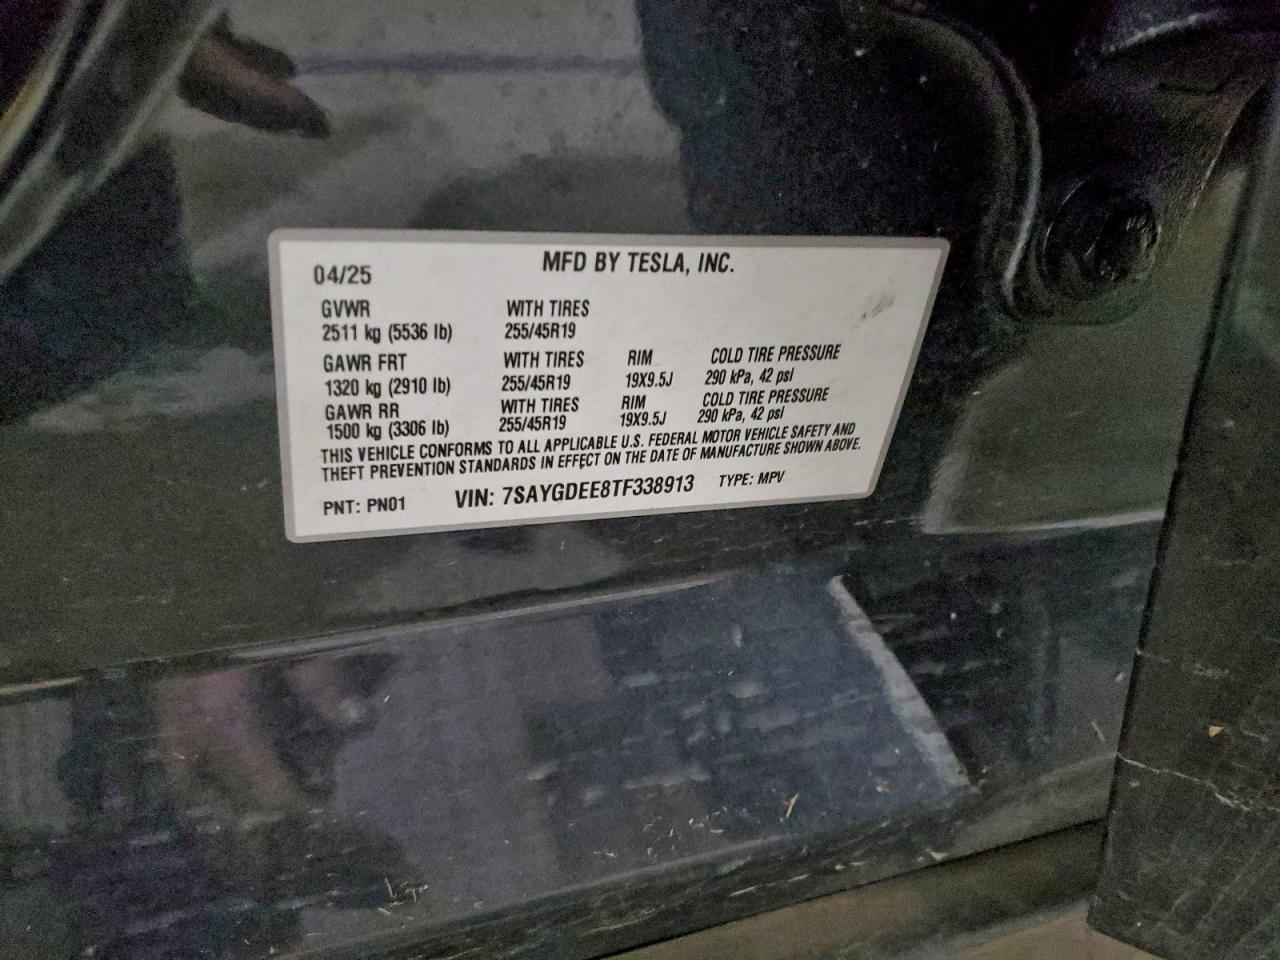 MFD BY TESLA, INC.
04/25
GVWR WITH TIRES
2511 kg (5536 lb) 255/45R19
GAWR FRT WITH TIRES RIM COLD TIRE PRESSURE
1320 kg (2910 lb) 255/45R19 19X9.5J 290 kPa, 42 psi
GAWR RR WITH TIRES RIM COLD TIRE PRESSURE
1500 kg (3306 lb) 255/45R19 19X9.5J 290 kPa, 42 psi
THIS VEHICLE CONFORMS TO ALL APPLICABLE U.S. FEDERAL MOTOR VEHICLE SAFETY AND
THEFT PREVENTION STANDARDS IN EFFECT ON THE DATE OF MANUFACTURE SHOWN ABOVE.
PNT: PN01 VIN: 7SAYGDEE8TF338913 TYPE: MPV